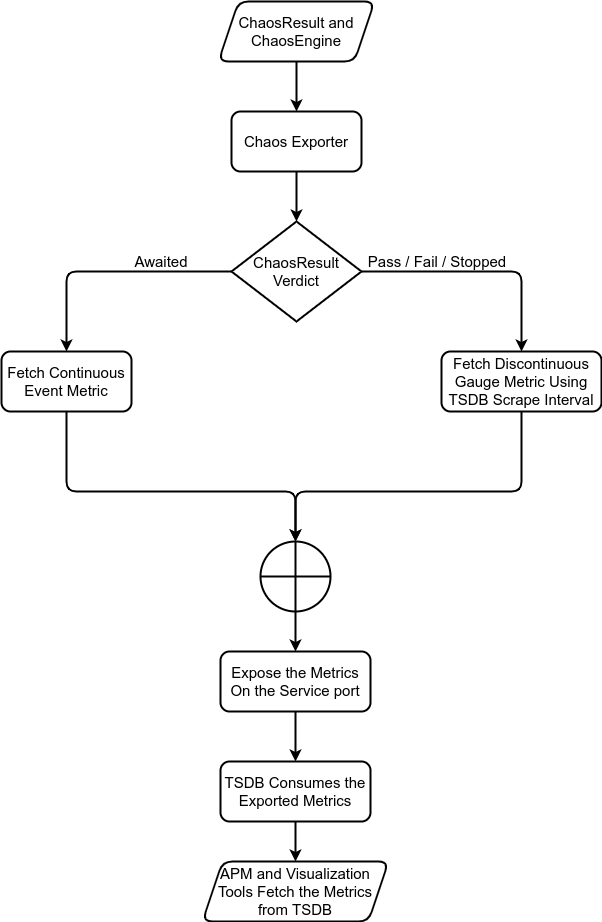 ChaosResult and
ChaosEngine
Chaos Exporter
ChaosResult
Verdict
Awaited
Pass / Fail / Stopped
Fetch Continuous
Event Metric
Fetch Discontinuous
Gauge Metric Using
TSDB Scrape Interval
Expose the Metrics
On the Service port
TSDB Consumes the
Exported Metrics
APM and Visualization
Tools Fetch the Metrics
from TSDB